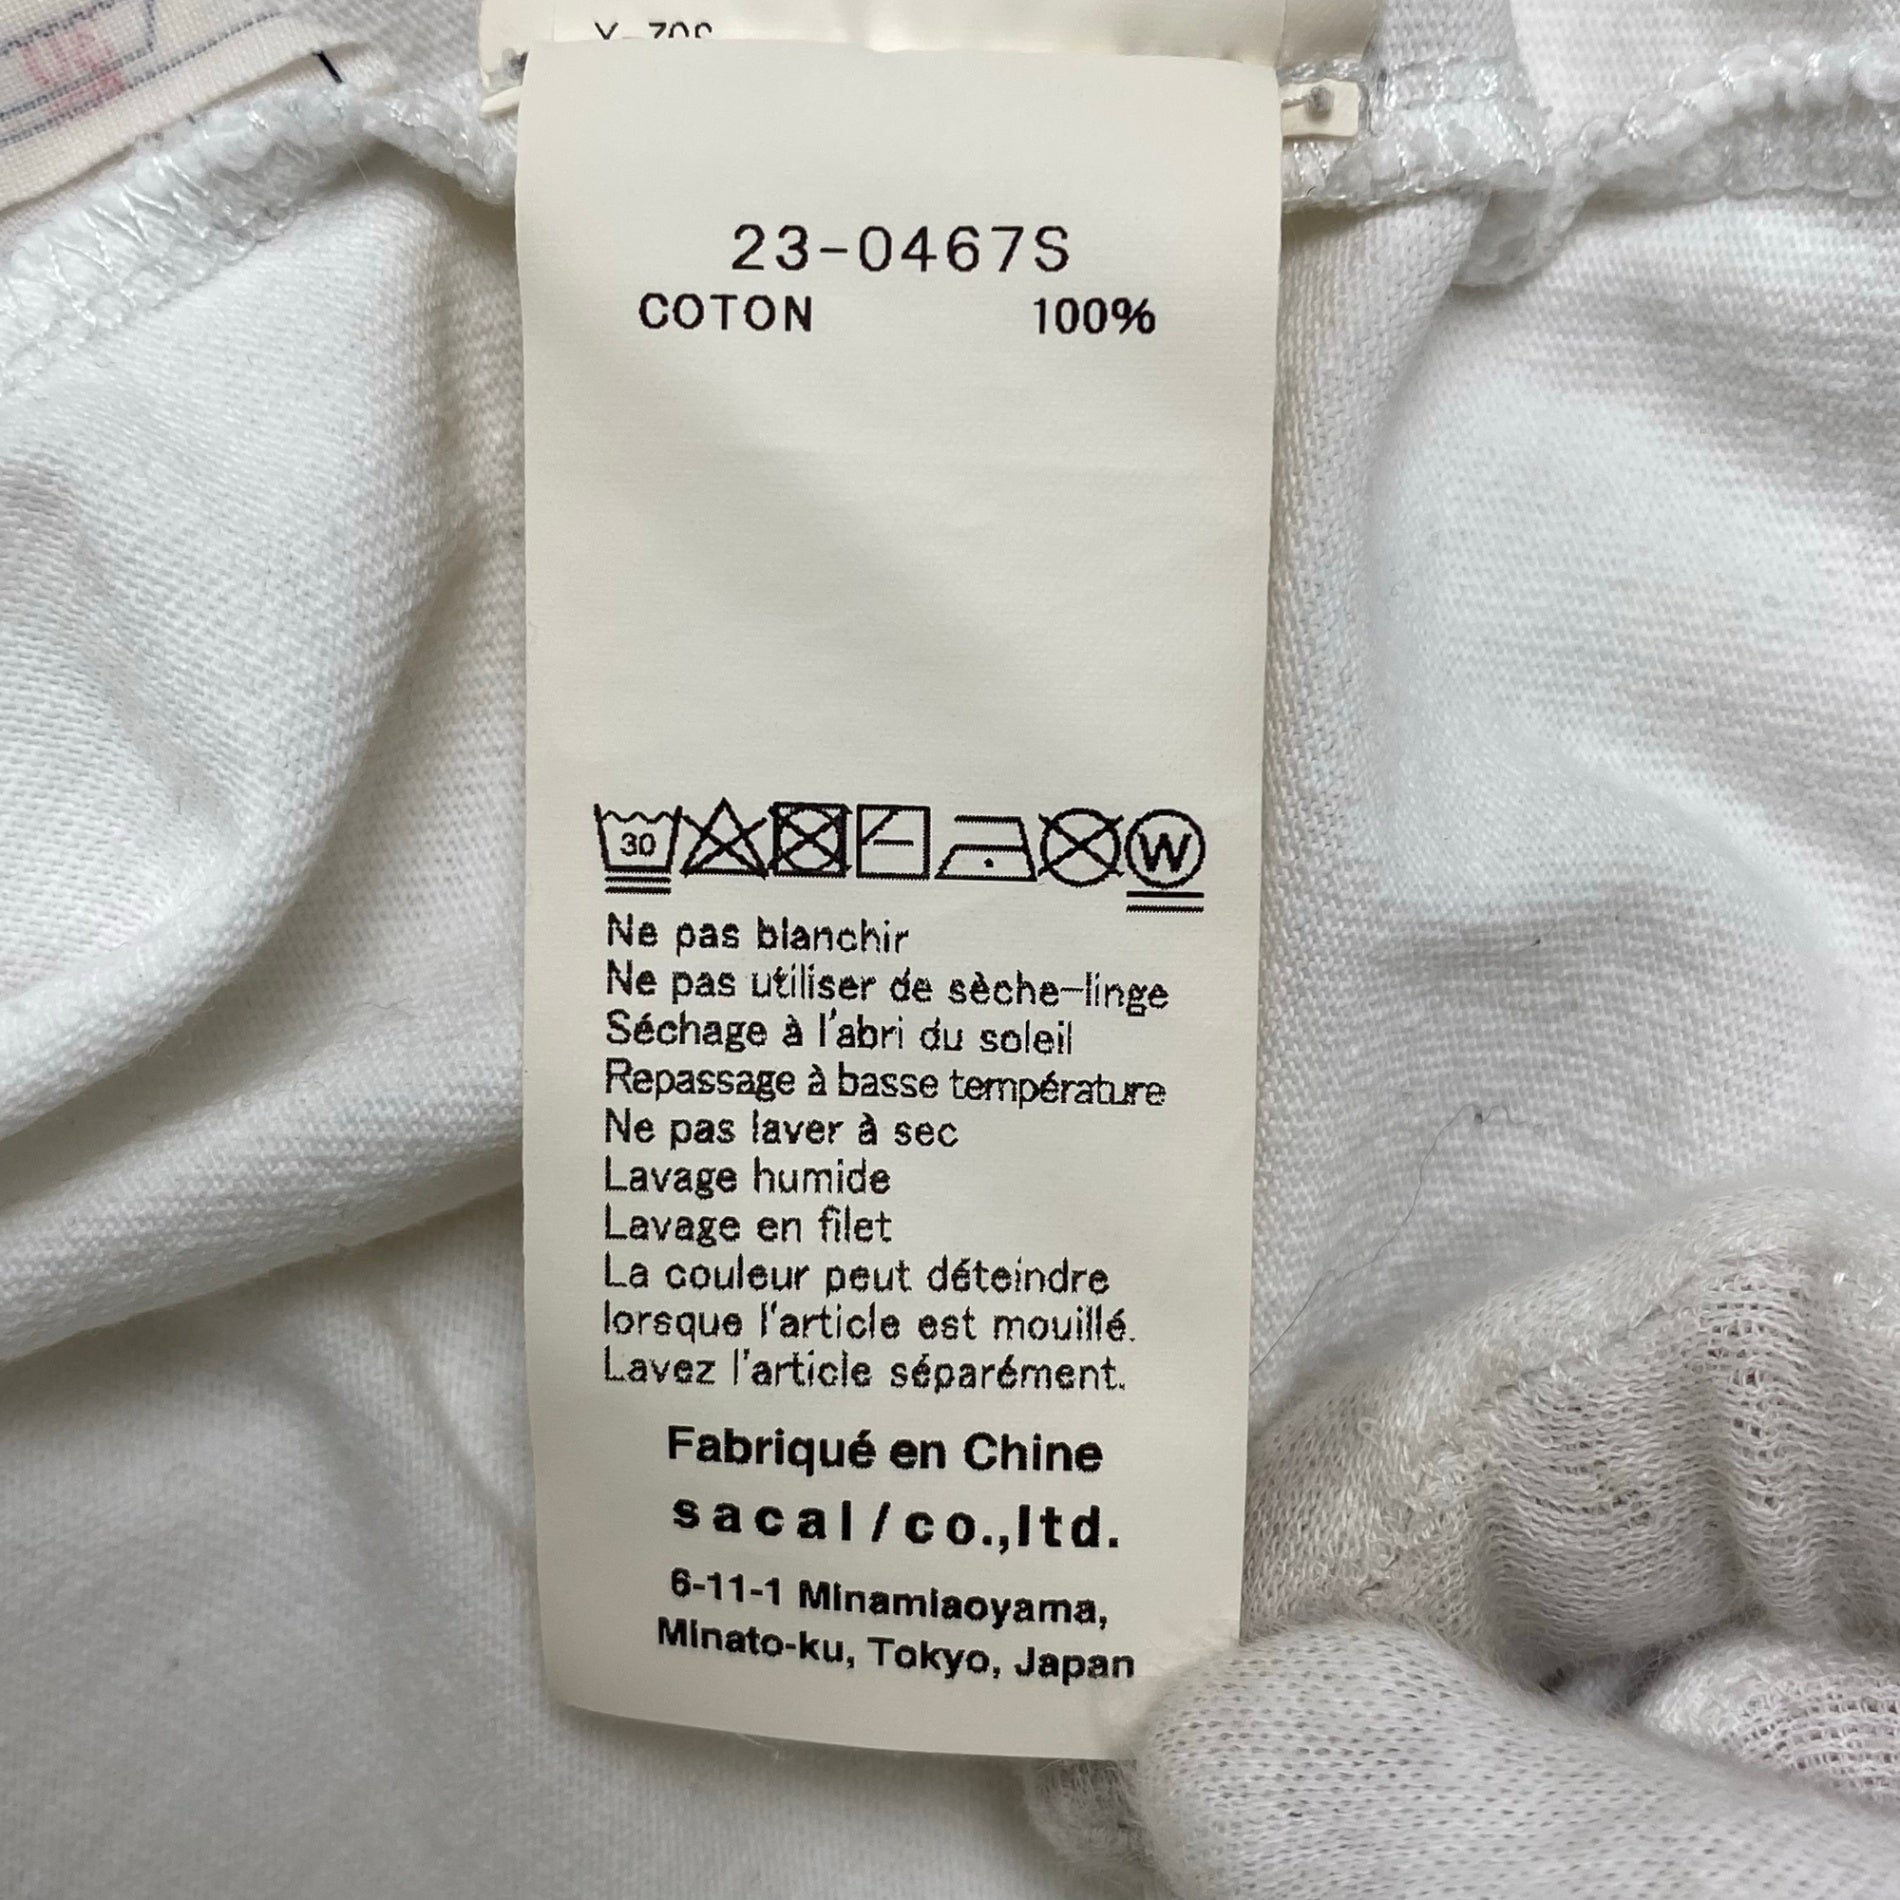 23-0467S
COTON 100%
30
W
Ne pas blanchir
Ne pas utiliser de sèche-linge
Séchage à l'abri du soleil
Repassage à basse température
Ne pas laver à sec
Lavage humide
Lavage en filet
La couleur peut déteindre
lorsque l'article est mouillé.
Lavez l'article séparément.
Fabriqué en Chine
sacai/co.,ltd.
6-11-1 Minamiaoyama,
Minato-ku, Tokyo, Japan